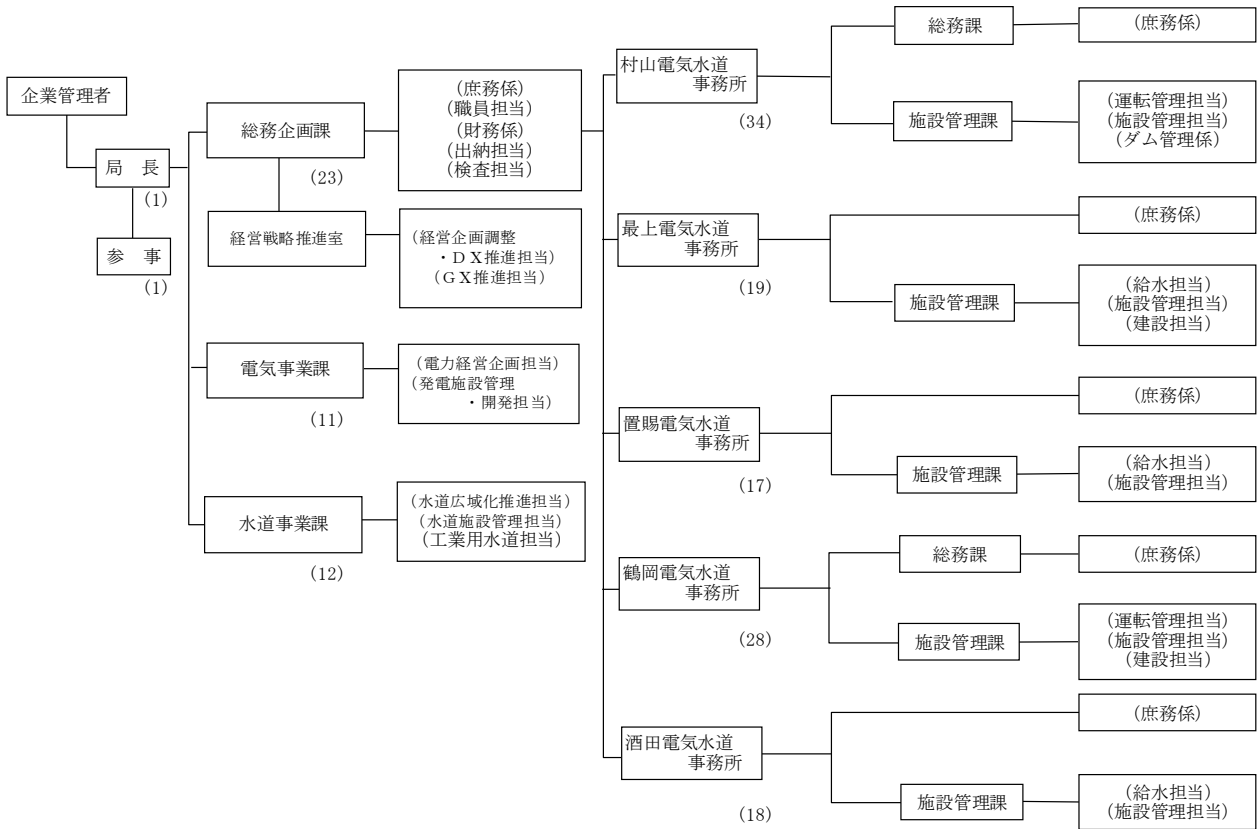 企業管理者
局　長
(1)
参　事
(1)
総務企画課
(23)
(庶務係)
(職員担当)
(財務係)
(出納担当)
(検査担当)
経営戦略推進室
(経営企画調整
・ＤＸ推進担当)
(ＧＸ推進担当)
電気事業課
(11)
(電力経営企画担当)
(発電施設管理
・開発担当)
水道事業課
(12)
(水道広域化推進担当)
(水道施設管理担当)
(工業用水道担当)
村山電気水道
事務所
(34)
総務課
(庶務係)
施設管理課
(運転管理担当)
(施設管理担当)
(ダム管理係)
最上電気水道
事務所
(19)
(庶務係)
施設管理課
(給水担当)
(施設管理担当)
(建設担当)
置賜電気水道
事務所
(17)
(庶務係)
施設管理課
(給水担当)
(施設管理担当)
鶴岡電気水道
事務所
(28)
総務課
(庶務係)
施設管理課
(運転管理担当)
(施設管理担当)
(建設担当)
酒田電気水道
事務所
(18)
(庶務係)
施設管理課
(給水担当)
(施設管理担当)